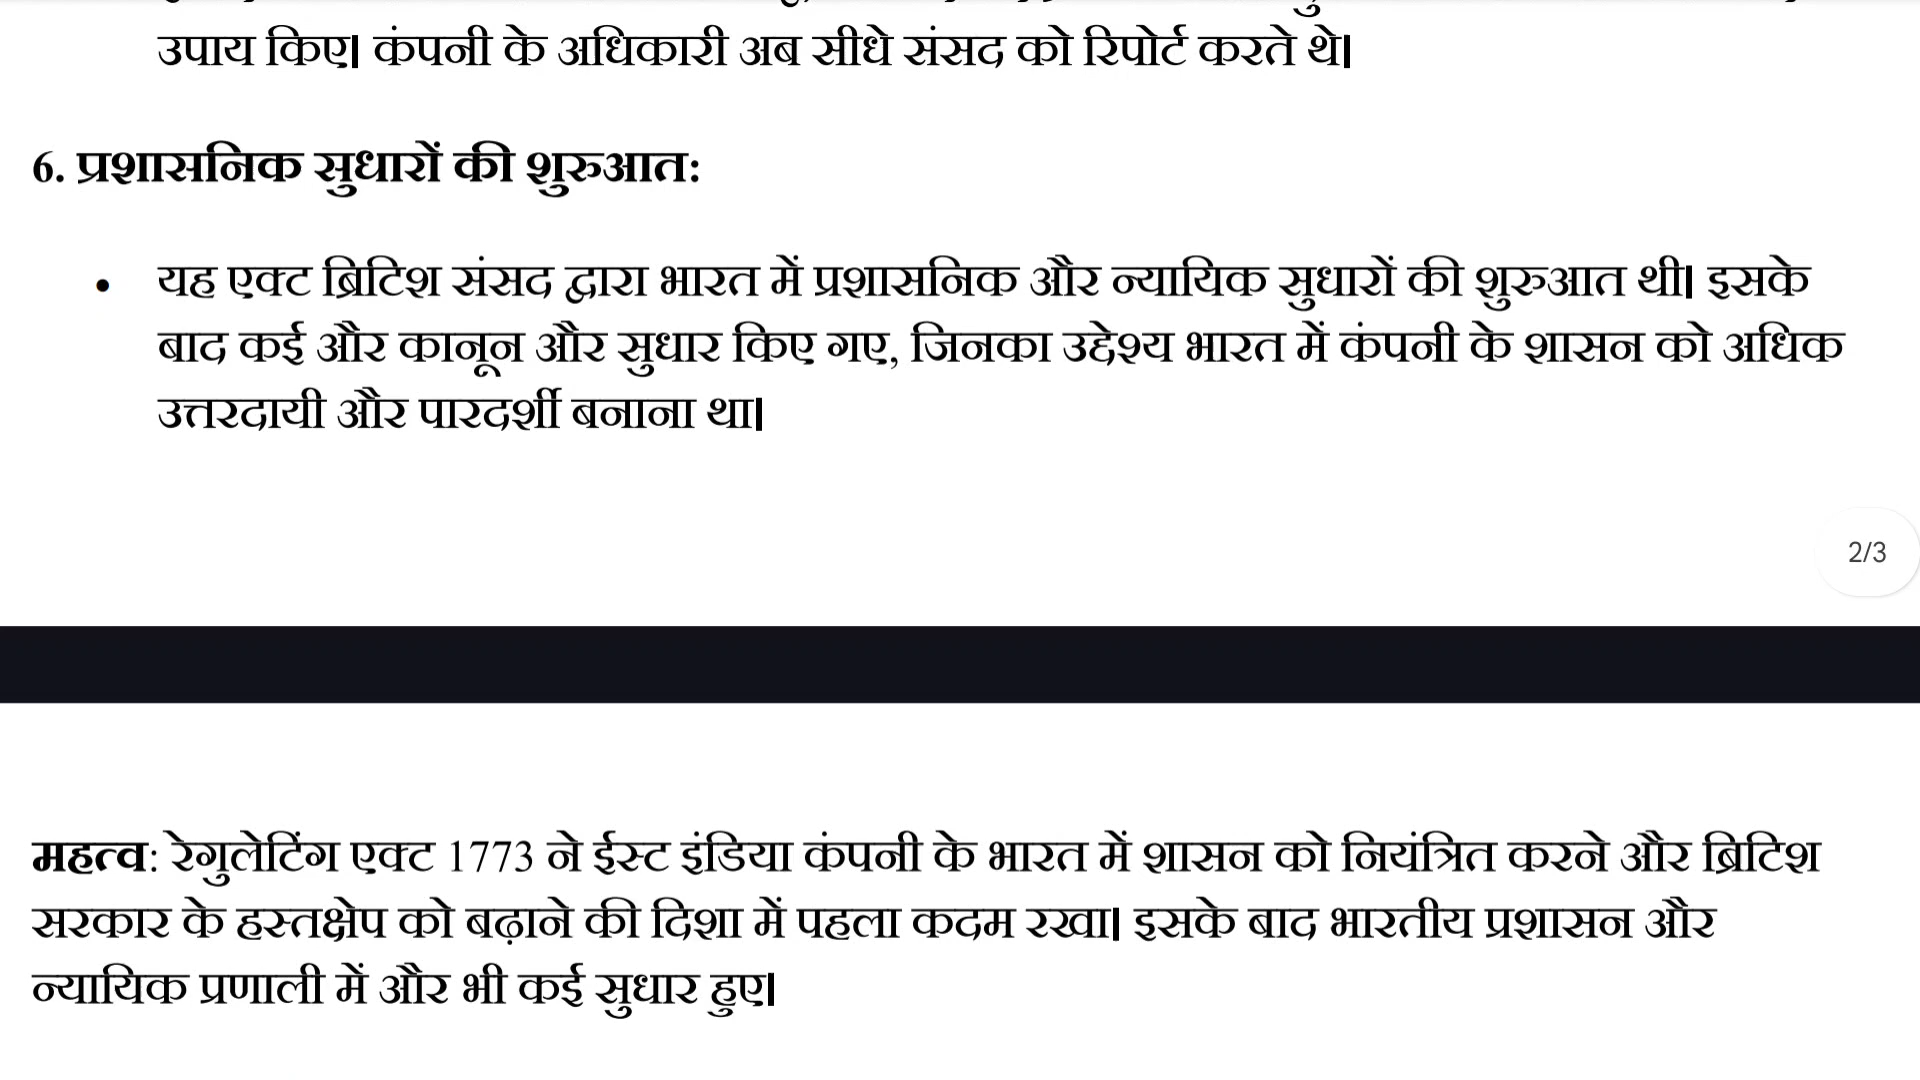 उपाय किए। कंपनी के अधिकारी अब सीधे संसद को रिपोर्ट करते थे।
6. प्रशासनिक सुधारों की शुरुआत:
• यह एक्ट ब्रिटिश संसद द्वारा भारत में प्रशासनिक और न्यायिक सुधारों की शुरुआत थी। इसके
बाद कई और कानून और सुधार किए गए, जिनका उद्देश्य भारत में कंपनी के शासन को अधिक
उत्तरदायी और पारदर्शी बनाना था।
2/3
महत्व: रेगुलेटिंग एक्ट 1773 ने ईस्ट इंडिया कंपनी के भारत में शासन को नियंत्रित करने और ब्रिटिश
सरकार के हस्तक्षेप को बढ़ाने की दिशा में पहला कदम रखा। इसके बाद भारतीय प्रशासन और
न्यायिक प्रणाली में और भी कई सुधार हुए।